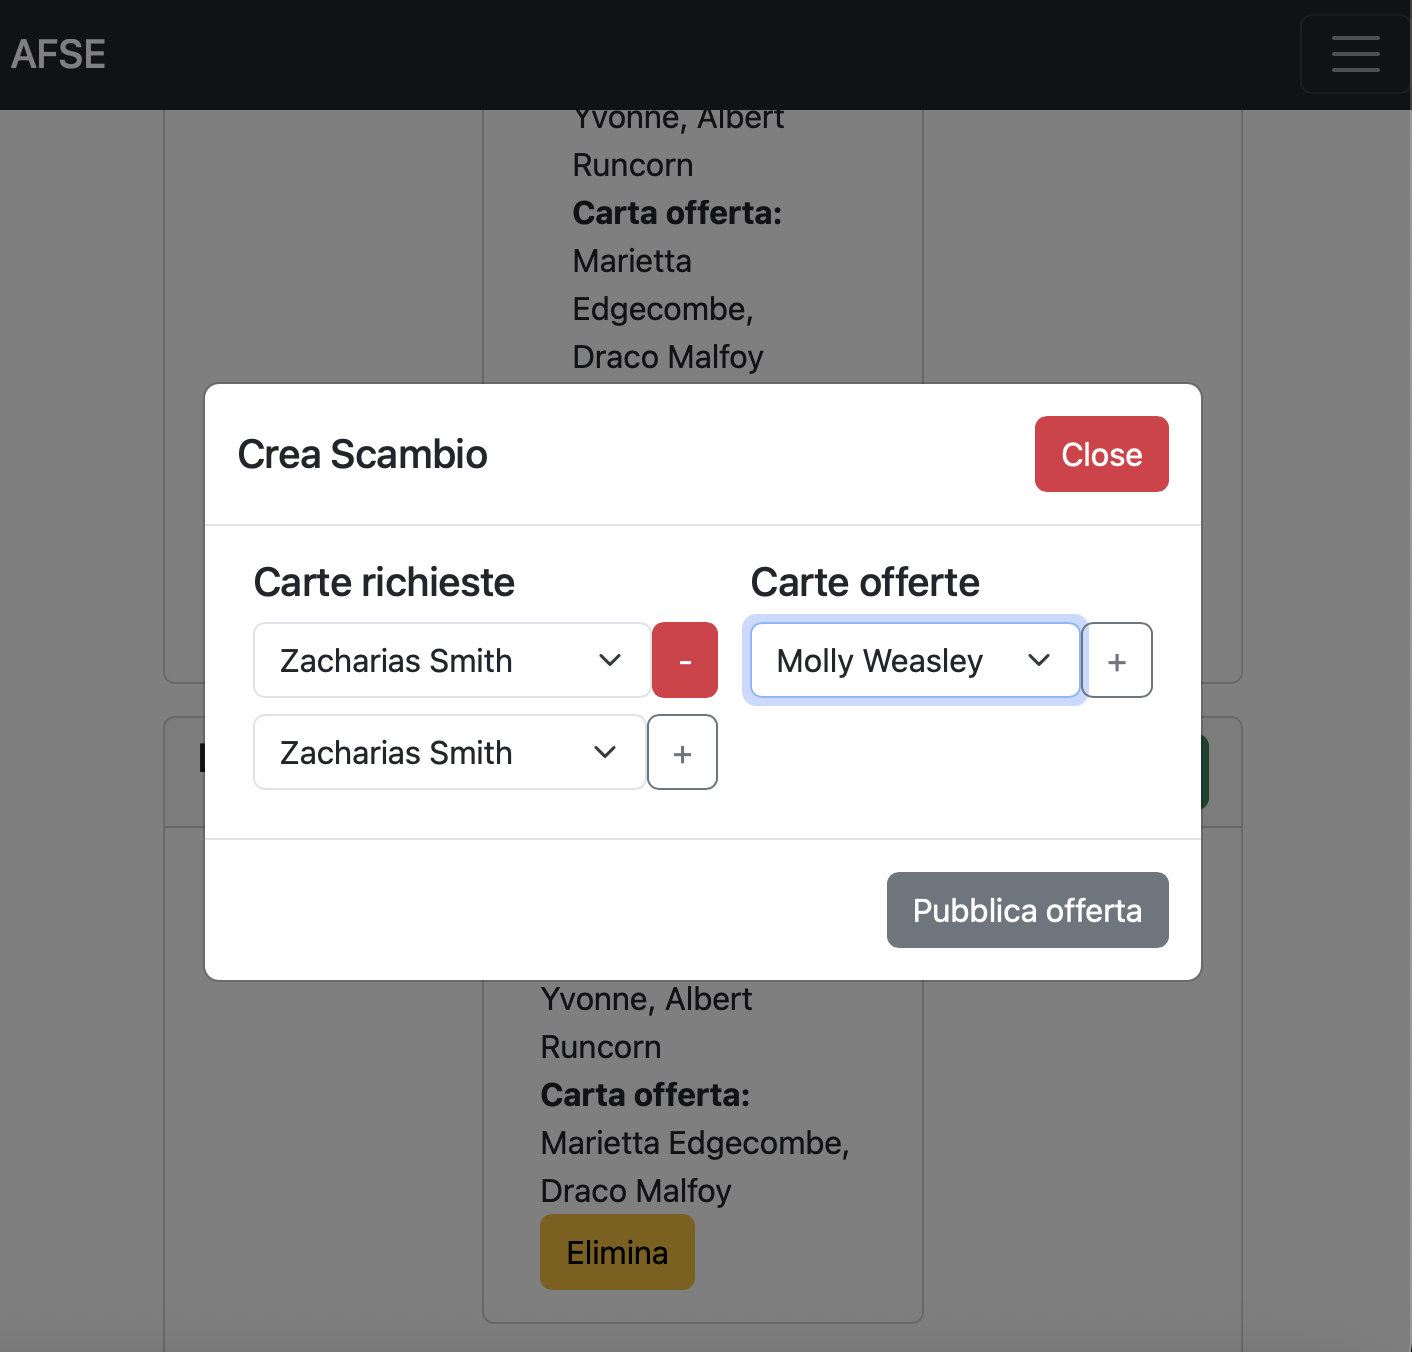 AFSE
Yvonne, Albert
Runcorn
Carta offerta:
Marietta
Edgecombe,
Draco Malfoy
Crea Scambio
Close
Carte richieste
Carte offerte
Zacharias Smith
-
Molly Weasley
+
Zacharias Smith
+
Pubblica offerta
Yvonne, Albert
Runcorn
Carta offerta:
Marietta Edgecombe,
Draco Malfoy
Elimina